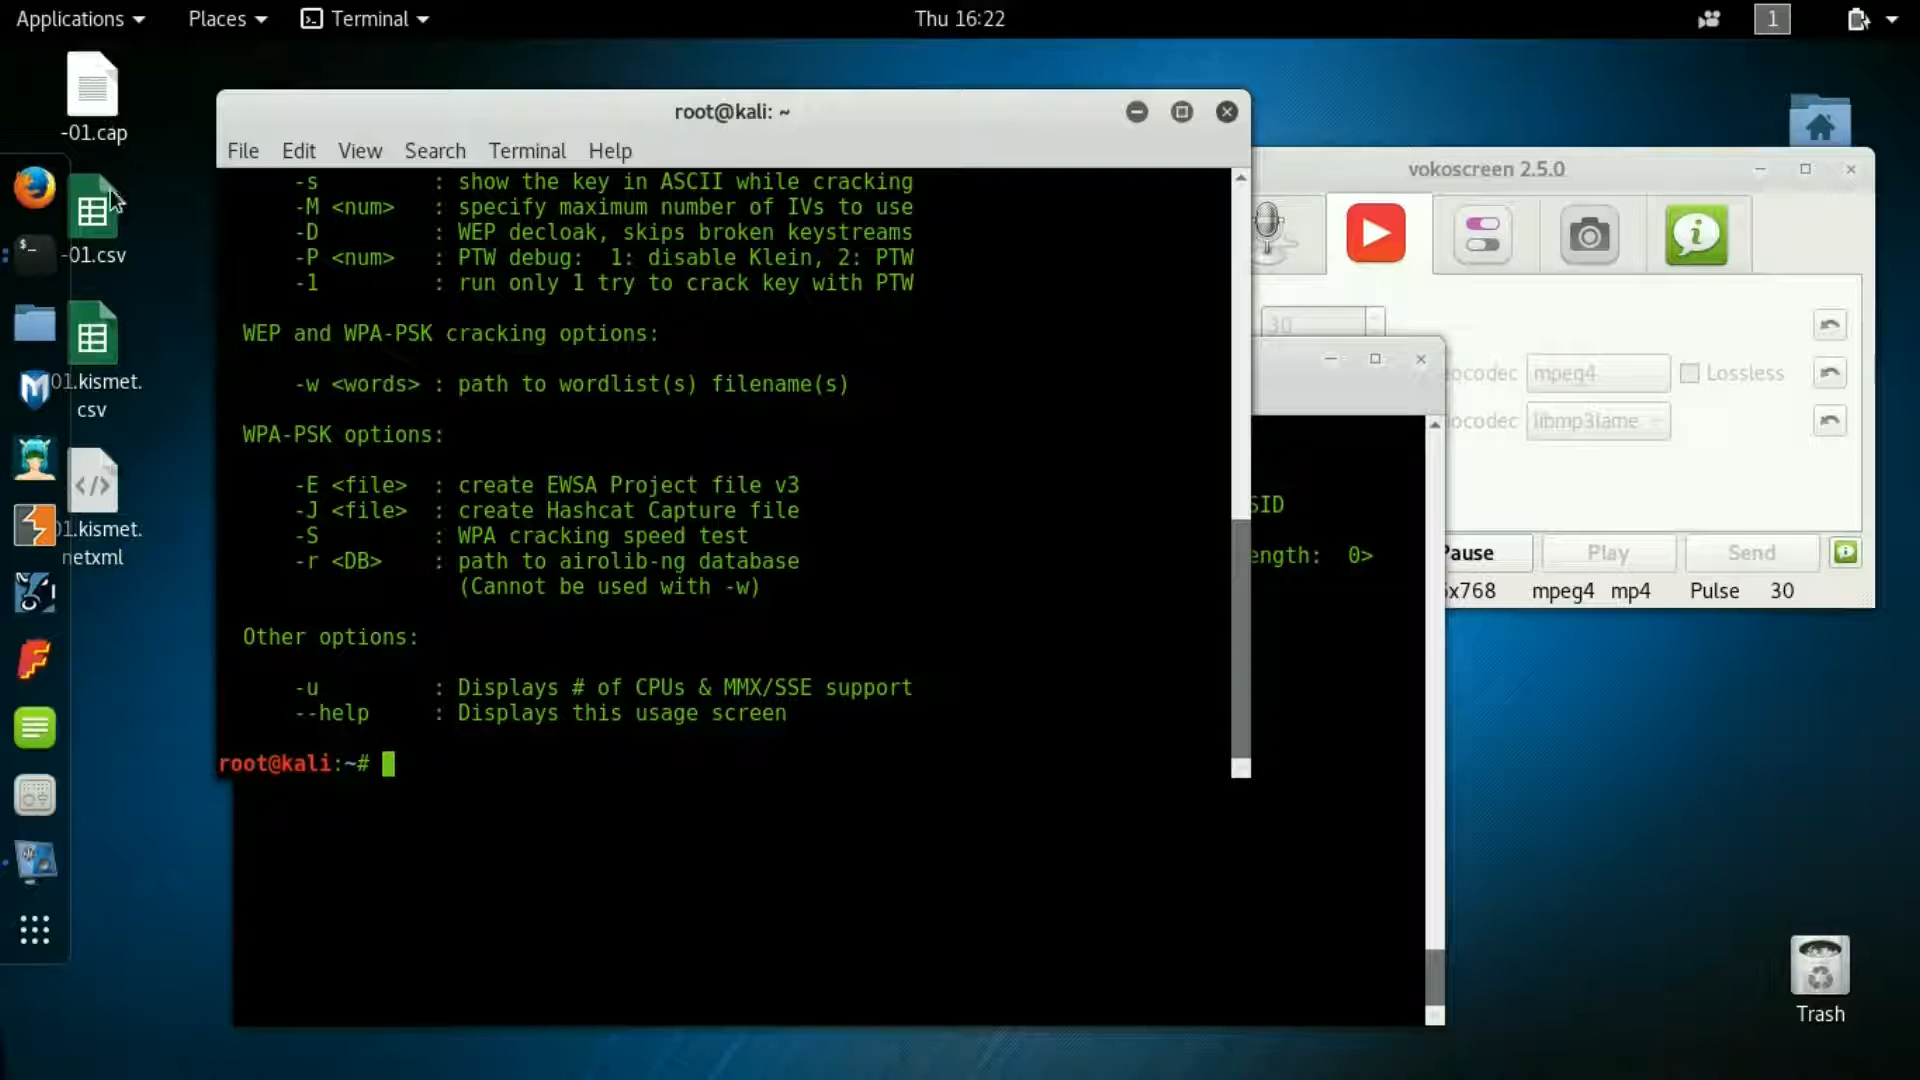 Applications Places Terminal Thu 16:22 1
-01.cap
-01.csv
01.kismet.
csv
01.kismet.
netxml
root@kali: ~
File Edit View Search Terminal Help
-s : show the key in ASCII while cracking
-M <num> : specify maximum number of IVs to use
-D : WEP decloak, skips broken keystreams
-P <num> : PTW debug: 1: disable Klein, 2: PTW
-1 : run only 1 try to crack key with PTW
WEP and WPA-PSK cracking options:
-w <words> : path to wordlist(s) filename(s)
WPA-PSK options:
-E <file> : create EWSA Project file v3
-J <file> : create Hashcat Capture file
-S : WPA cracking speed test
-r <DB> : path to airolib-ng database
(Cannot be used with -w)
Other options:
-u : Displays # of CPUs & MMX/SSE support
--help : Displays this usage screen
root@kali:~#
SID
ength: 0>
vokoscreen 2.5.0
30
ocodec mpeg4 Lossless
ocodec libmp3lame
Pause Play Send
x768 mpeg4 mp4 Pulse 30
Trash